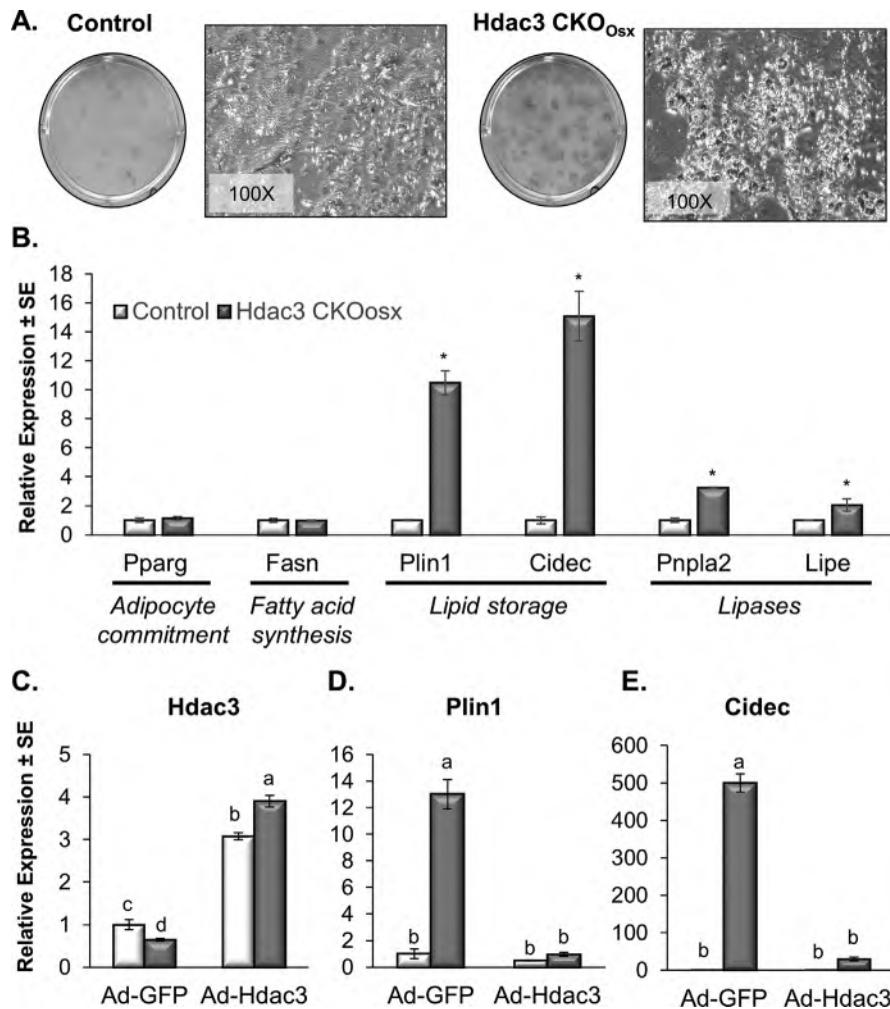 A.
Control
Hdac3 CKOOsx
100X
100X
B.
Relative Expression ± SE
18
16
14
12
10
8
6
4
2
0
Control
Hdac3 CKOosx
*
*
*
*
Pparg
Fasn
Plin1
Cidec
Pnpla2
Lipe
Adipocyte
commitment
Fatty acid
synthesis
Lipid storage
Lipases
C.
Hdac3
Relative Expression ± SE
5
4
3
2
1
0
c
d
b
a
Ad-GFP
Ad-Hdac3
D.
Plin1
16
14
12
10
8
6
4
2
0
b
a
b
b
Ad-GFP
Ad-Hdac3
E.
Cidec
600
500
400
300
200
100
0
b
a
b
b
Ad-GFP
Ad-Hdac3